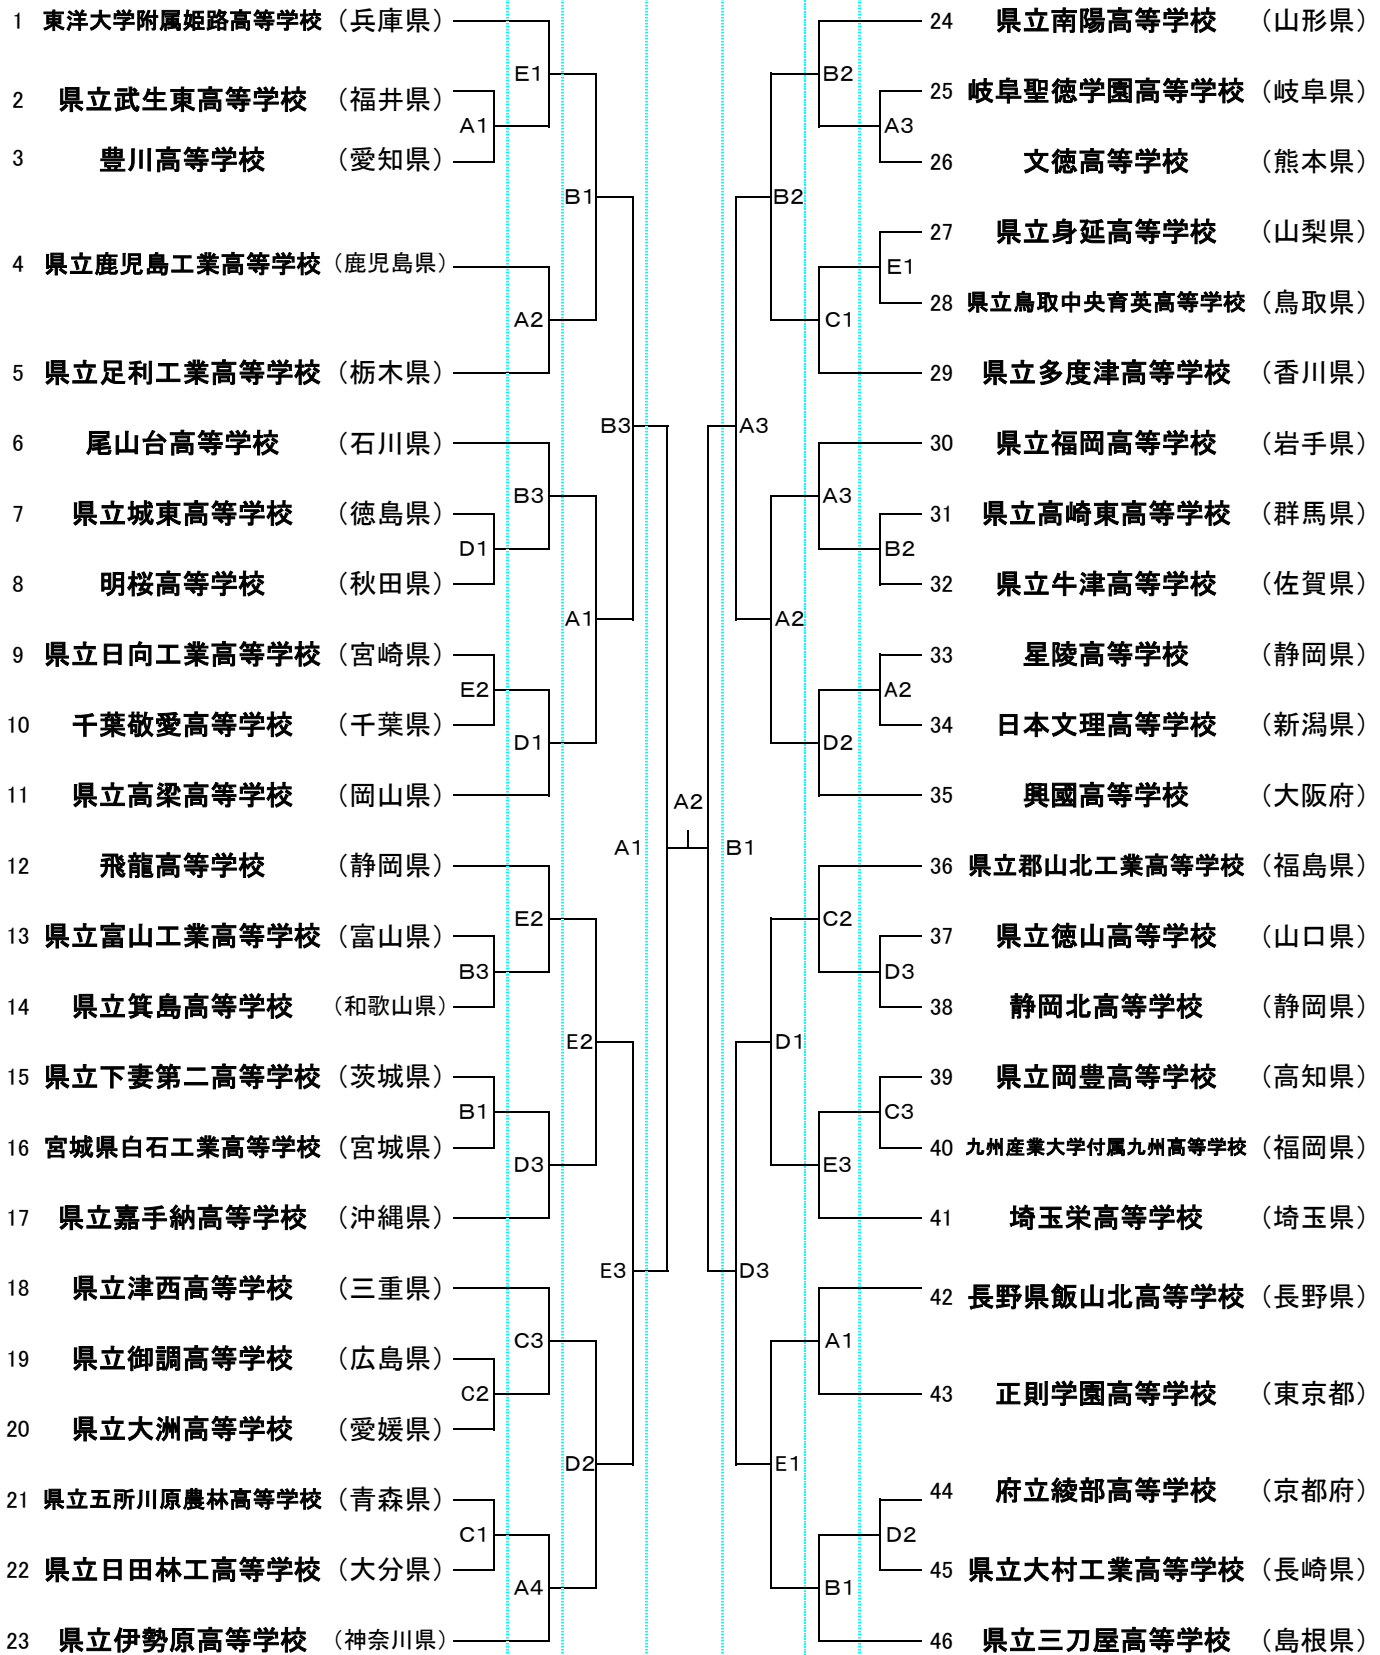 1 東洋大学附属姫路高等学校 （兵庫県）
2 県立武生東高等学校 （福井県）
3 豊川高等学校 （愛知県）
4 県立鹿児島工業高等学校 （鹿児島県）
5 県立足利工業高等学校 （栃木県）
6 尾山台高等学校 （石川県）
7 県立城東高等学校 （徳島県）
8 明桜高等学校 （秋田県）
9 県立日向工業高等学校 （宮崎県）
10 千葉敬愛高等学校 （千葉県）
11 県立高梁高等学校 （岡山県）
12 飛龍高等学校 （静岡県）
13 県立富山工業高等学校 （富山県）
14 県立箕島高等学校 （和歌山県）
15 県立下妻第二高等学校 （茨城県）
16 宮城県白石工業高等学校 （宮城県）
17 県立嘉手納高等学校 （沖縄県）
18 県立津西高等学校 （三重県）
19 県立御調高等学校 （広島県）
20 県立大洲高等学校 （愛媛県）
21 県立五所川原農林高等学校 （青森県）
22 県立日田林工高等学校 （大分県）
23 県立伊勢原高等学校 （神奈川県）
A1
D1
E2
B3
B1
C2
C1
E1
A2
B3
D1
E2
D3
C3
A4
B1
A1
E2
D2
B3
E3
A1
A2
B1
A3
D3
B2
A2
D1
E1
B2
C1
A3
D2
C2
E3
A1
B1
A3
E1
B2
A2
D3
C3
D2
24 県立南陽高等学校 （山形県）
25 岐阜聖徳学園高等学校 （岐阜県）
26 文徳高等学校 （熊本県）
27 県立身延高等学校 （山梨県）
28 県立鳥取中央育英高等学校 （鳥取県）
29 県立多度津高等学校 （香川県）
30 県立福岡高等学校 （岩手県）
31 県立高崎東高等学校 （群馬県）
32 県立牛津高等学校 （佐賀県）
33 星陵高等学校 （静岡県）
34 日本文理高等学校 （新潟県）
35 興國高等学校 （大阪府）
36 県立郡山北工業高等学校 （福島県）
37 県立徳山高等学校 （山口県）
38 静岡北高等学校 （静岡県）
39 県立岡豊高等学校 （高知県）
40 九州産業大学付属九州高等学校 （福岡県）
41 埼玉栄高等学校 （埼玉県）
42 長野県飯山北高等学校 （長野県）
43 正則学園高等学校 （東京都）
44 府立綾部高等学校 （京都府）
45 県立大村工業高等学校 （長崎県）
46 県立三刀屋高等学校 （島根県）